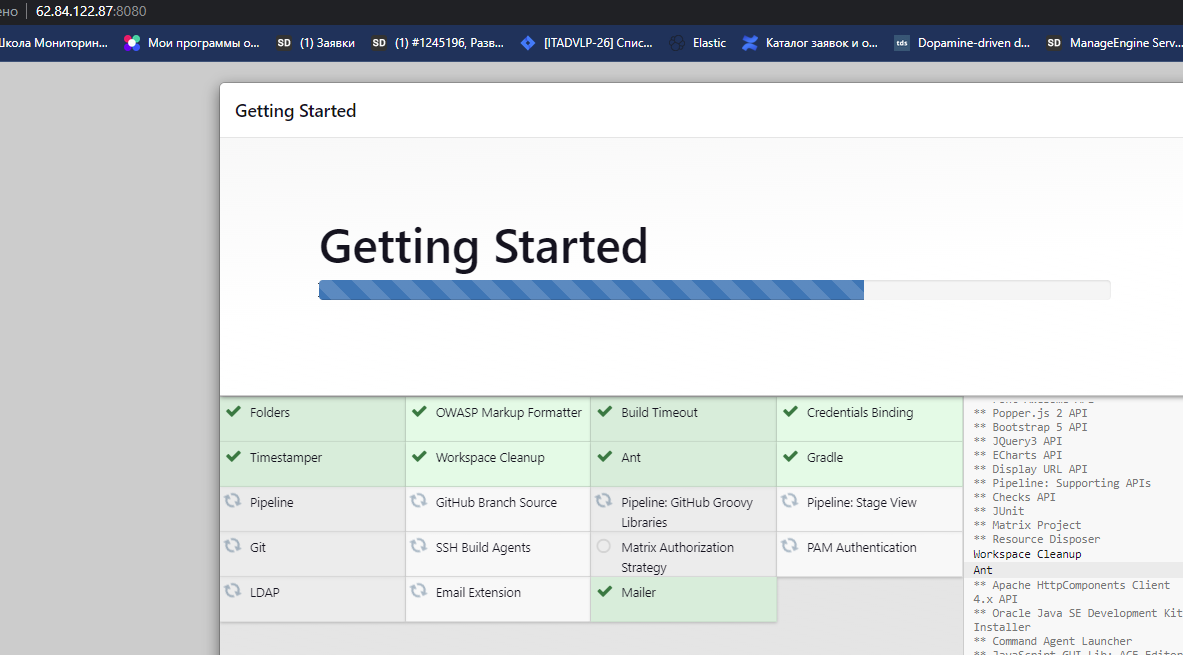 62.84.122.87:8080
Мои программы о...
SD (1) Заявки
SD (1) #1245196, Разв...
[ITADVLP-26] Спис...
Elastic
Каталог заявок и о...
tds Dopamine-driven d...
SD ManageEngine Serv...
Getting Started
Getting Started
Folders
OWASP Markup Formatter
Build Timeout
Credentials Binding
Timestamper
Workspace Cleanup
Ant
Gradle
Pipeline
GitHub Branch Source
Pipeline: GitHub Groovy
Libraries
Pipeline: Stage View
Git
SSH Build Agents
Matrix Authorization
Strategy
PAM Authentication
LDAP
Email Extension
Mailer
** Popper.js 2 API
** Bootstrap 5 API
** JQuery3 API
** ECharts API
** Display URL API
** Pipeline: Supporting APIs
** Checks API
** JUnit
** Matrix Project
** Resource Disposer
Workspace Cleanup
Ant
** Apache HttpComponents Client
4.x API
** Oracle Java SE Development Kit
Installer
** Command Agent Launcher